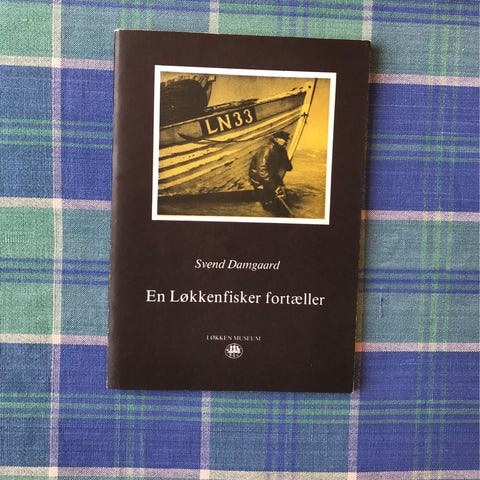 LN33
Svend Damgaard
En Løkkenfisker fortæller
LØKKEN MUSEUM